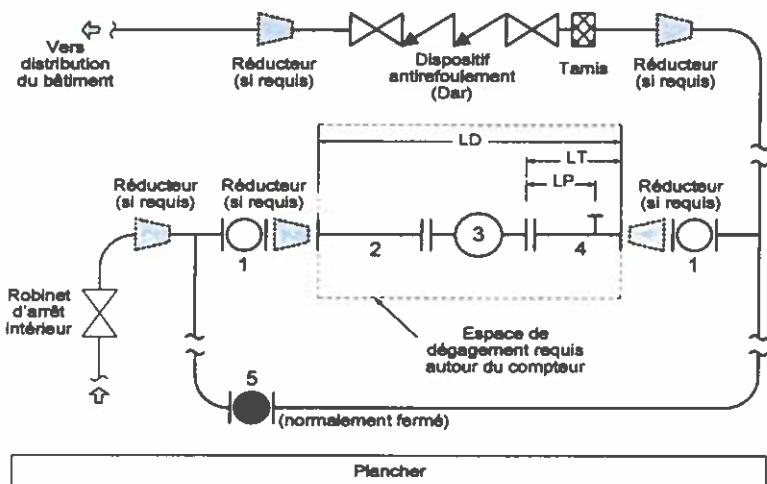 Vers
distribution
du bâtiment
Réducteur
(si requis)
Dispositif
antirefoulement
(Dar)
Tamis
Réducteur
(si requis)
LD
LT
LP
Réducteur
(si requis)
Réducteur
(si requis)
Réducteur
(si requis)
1
2
3
4
1
Robinet
d'arrêt
intérieur
Espace de
dégagement requis
autour du compteur
5
(normalement fermé)
Plancher